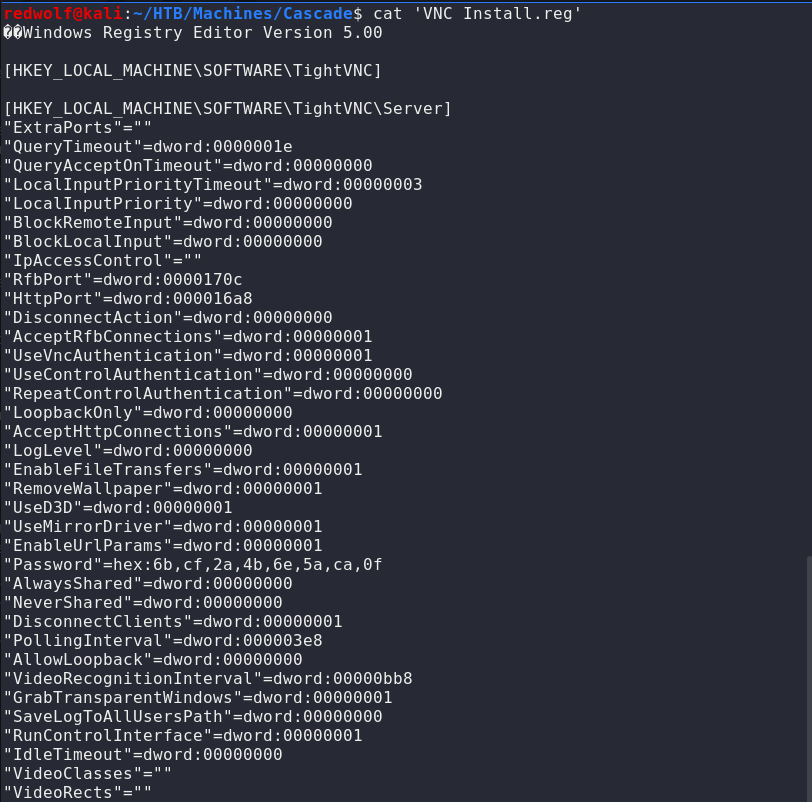 redwolf@kali:~/HTB/Machines/Cascade$ cat 'VNC Install.reg'
��Windows Registry Editor Version 5.00
[HKEY_LOCAL_MACHINE\SOFTWARE\TightVNC]
[HKEY_LOCAL_MACHINE\SOFTWARE\TightVNC\Server]
"ExtraPorts"=""
"QueryTimeout"=dword:0000001e
"QueryAcceptOnTimeout"=dword:00000000
"LocalInputPriorityTimeout"=dword:00000003
"LocalInputPriority"=dword:00000000
"BlockRemoteInput"=dword:00000000
"BlockLocalInput"=dword:00000000
"IpAccessControl"=""
"RfbPort"=dword:0000170c
"HttpPort"=dword:000016a8
"DisconnectAction"=dword:00000000
"AcceptRfbConnections"=dword:00000001
"UseVncAuthentication"=dword:00000001
"UseControlAuthentication"=dword:00000000
"RepeatControlAuthentication"=dword:00000000
"LoopbackOnly"=dword:00000000
"AcceptHttpConnections"=dword:00000001
"LogLevel"=dword:00000000
"EnableFileTransfers"=dword:00000001
"RemoveWallpaper"=dword:00000001
"UseD3D"=dword:00000001
"UseMirrorDriver"=dword:00000001
"EnableUrlParams"=dword:00000001
"Password"=hex:6b,cf,2a,4b,6e,5a,ca,0f
"AlwaysShared"=dword:00000000
"NeverShared"=dword:00000000
"DisconnectClients"=dword:00000001
"PollingInterval"=dword:000003e8
"AllowLoopback"=dword:00000000
"VideoRecognitionInterval"=dword:00000bb8
"GrabTransparentWindows"=dword:00000001
"SaveLogToAllUsersPath"=dword:00000000
"RunControlInterface"=dword:00000001
"IdleTimeout"=dword:00000000
"VideoClasses"=""
"VideoRects"=""